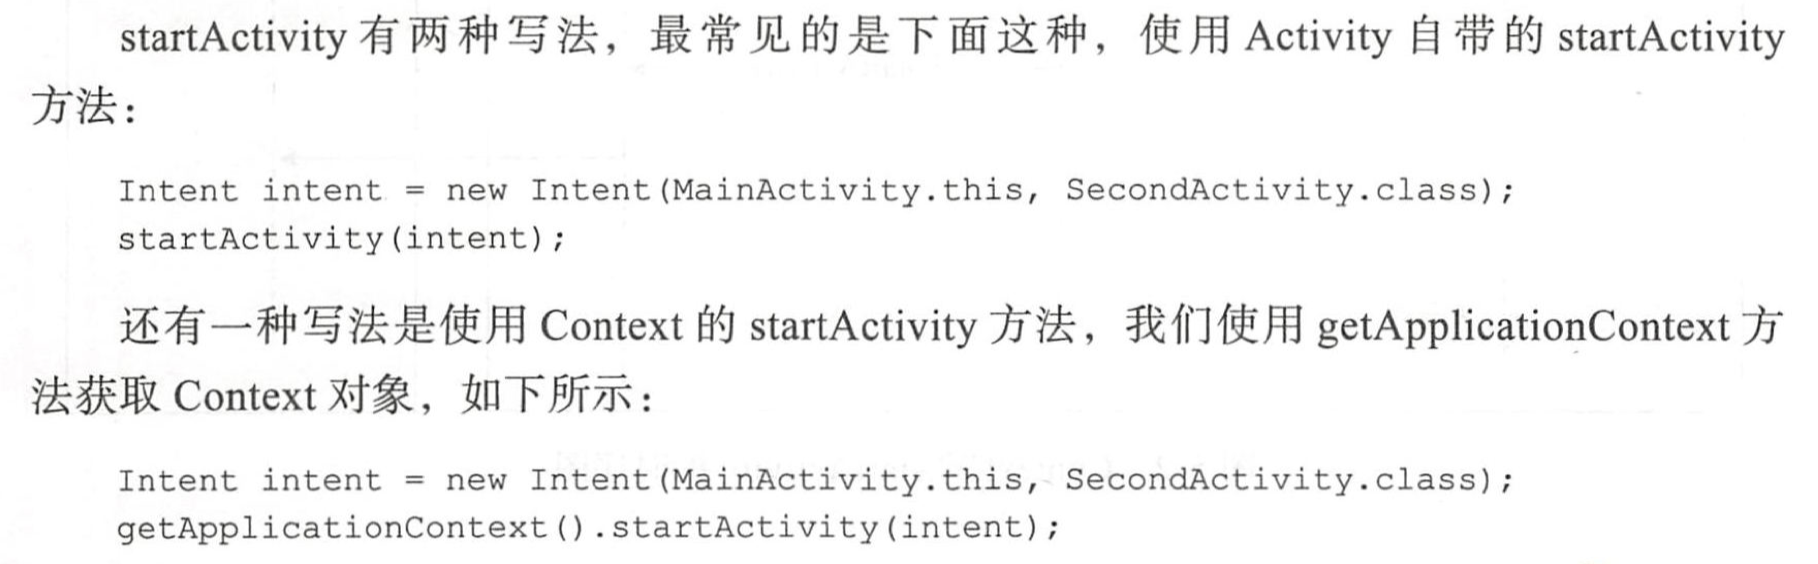 startActivity 有两种写法，最常见的是下面这种，使用 Activity 自带的 startActivity
方法：
Intent intent = new Intent(MainActivity.this, SecondActivity.class);
startActivity(intent);
还有一种写法是使用 Context 的 startActivity 方法，我们使用 getApplicationContext 方
法获取 Context 对象，如下所示：
Intent intent = new Intent(MainActivity.this, SecondActivity.class);
getApplicationContext().startActivity(intent);